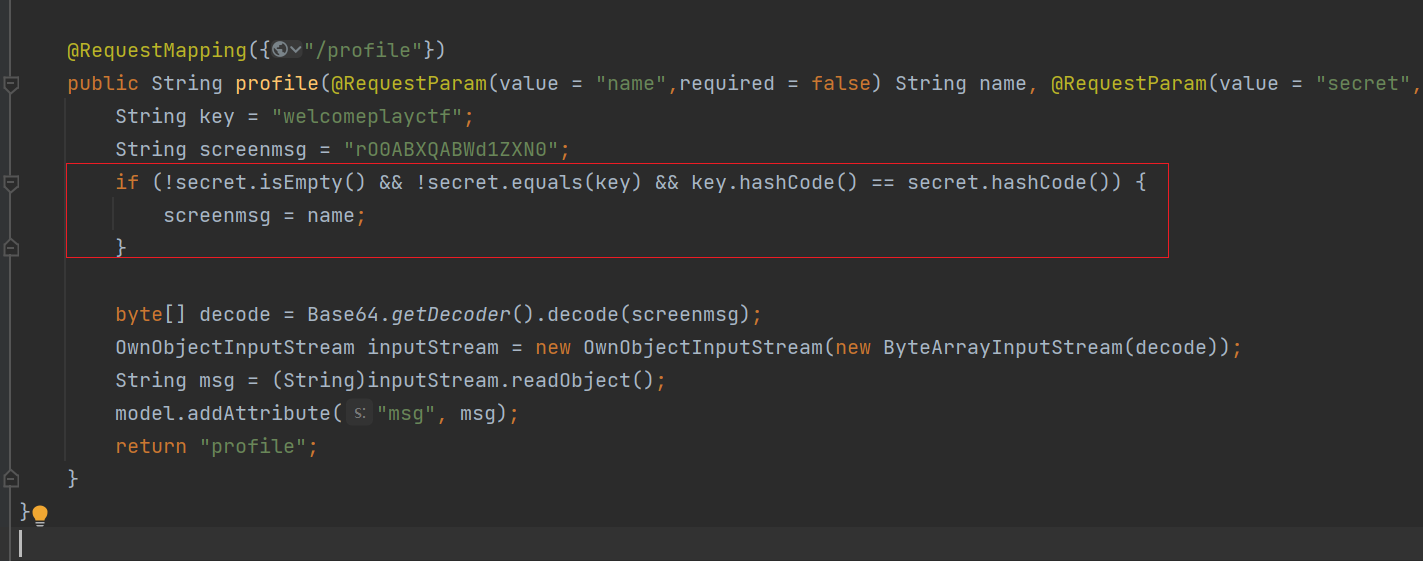 @RequestMapping({"/profile"})
public String profile(@RequestParam(value = "name",required = false) String name, @RequestParam(value = "secret",
String key = "welcomeplayctf";
String screenmsg = "rO0ABXQABWd1ZXN0";
if (!secret.isEmpty() && !secret.equals(key) && key.hashCode() == secret.hashCode()) {
screenmsg = name;
}
byte[] decode = Base64.getDecoder().decode(screenmsg);
OwnObjectInputStream inputStream = new OwnObjectInputStream(new ByteArrayInputStream(decode));
String msg = (String)inputStream.readObject();
model.addAttribute( s: "msg", msg);
return "profile";
}
}